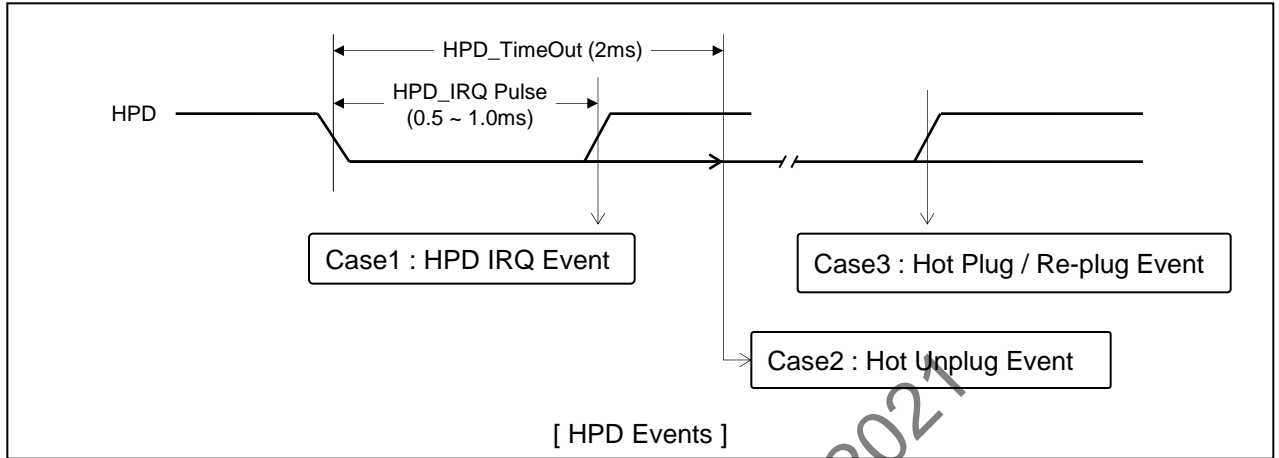 HPD_TimeOut (2ms)
HPD_IRQ Pulse
(0.5 ~ 1.0ms)
HPD
Case1 : HPD IRQ Event
Case3 : Hot Plug / Re-plug Event
Case2 : Hot Unplug Event
2021
[ HPD Events ]